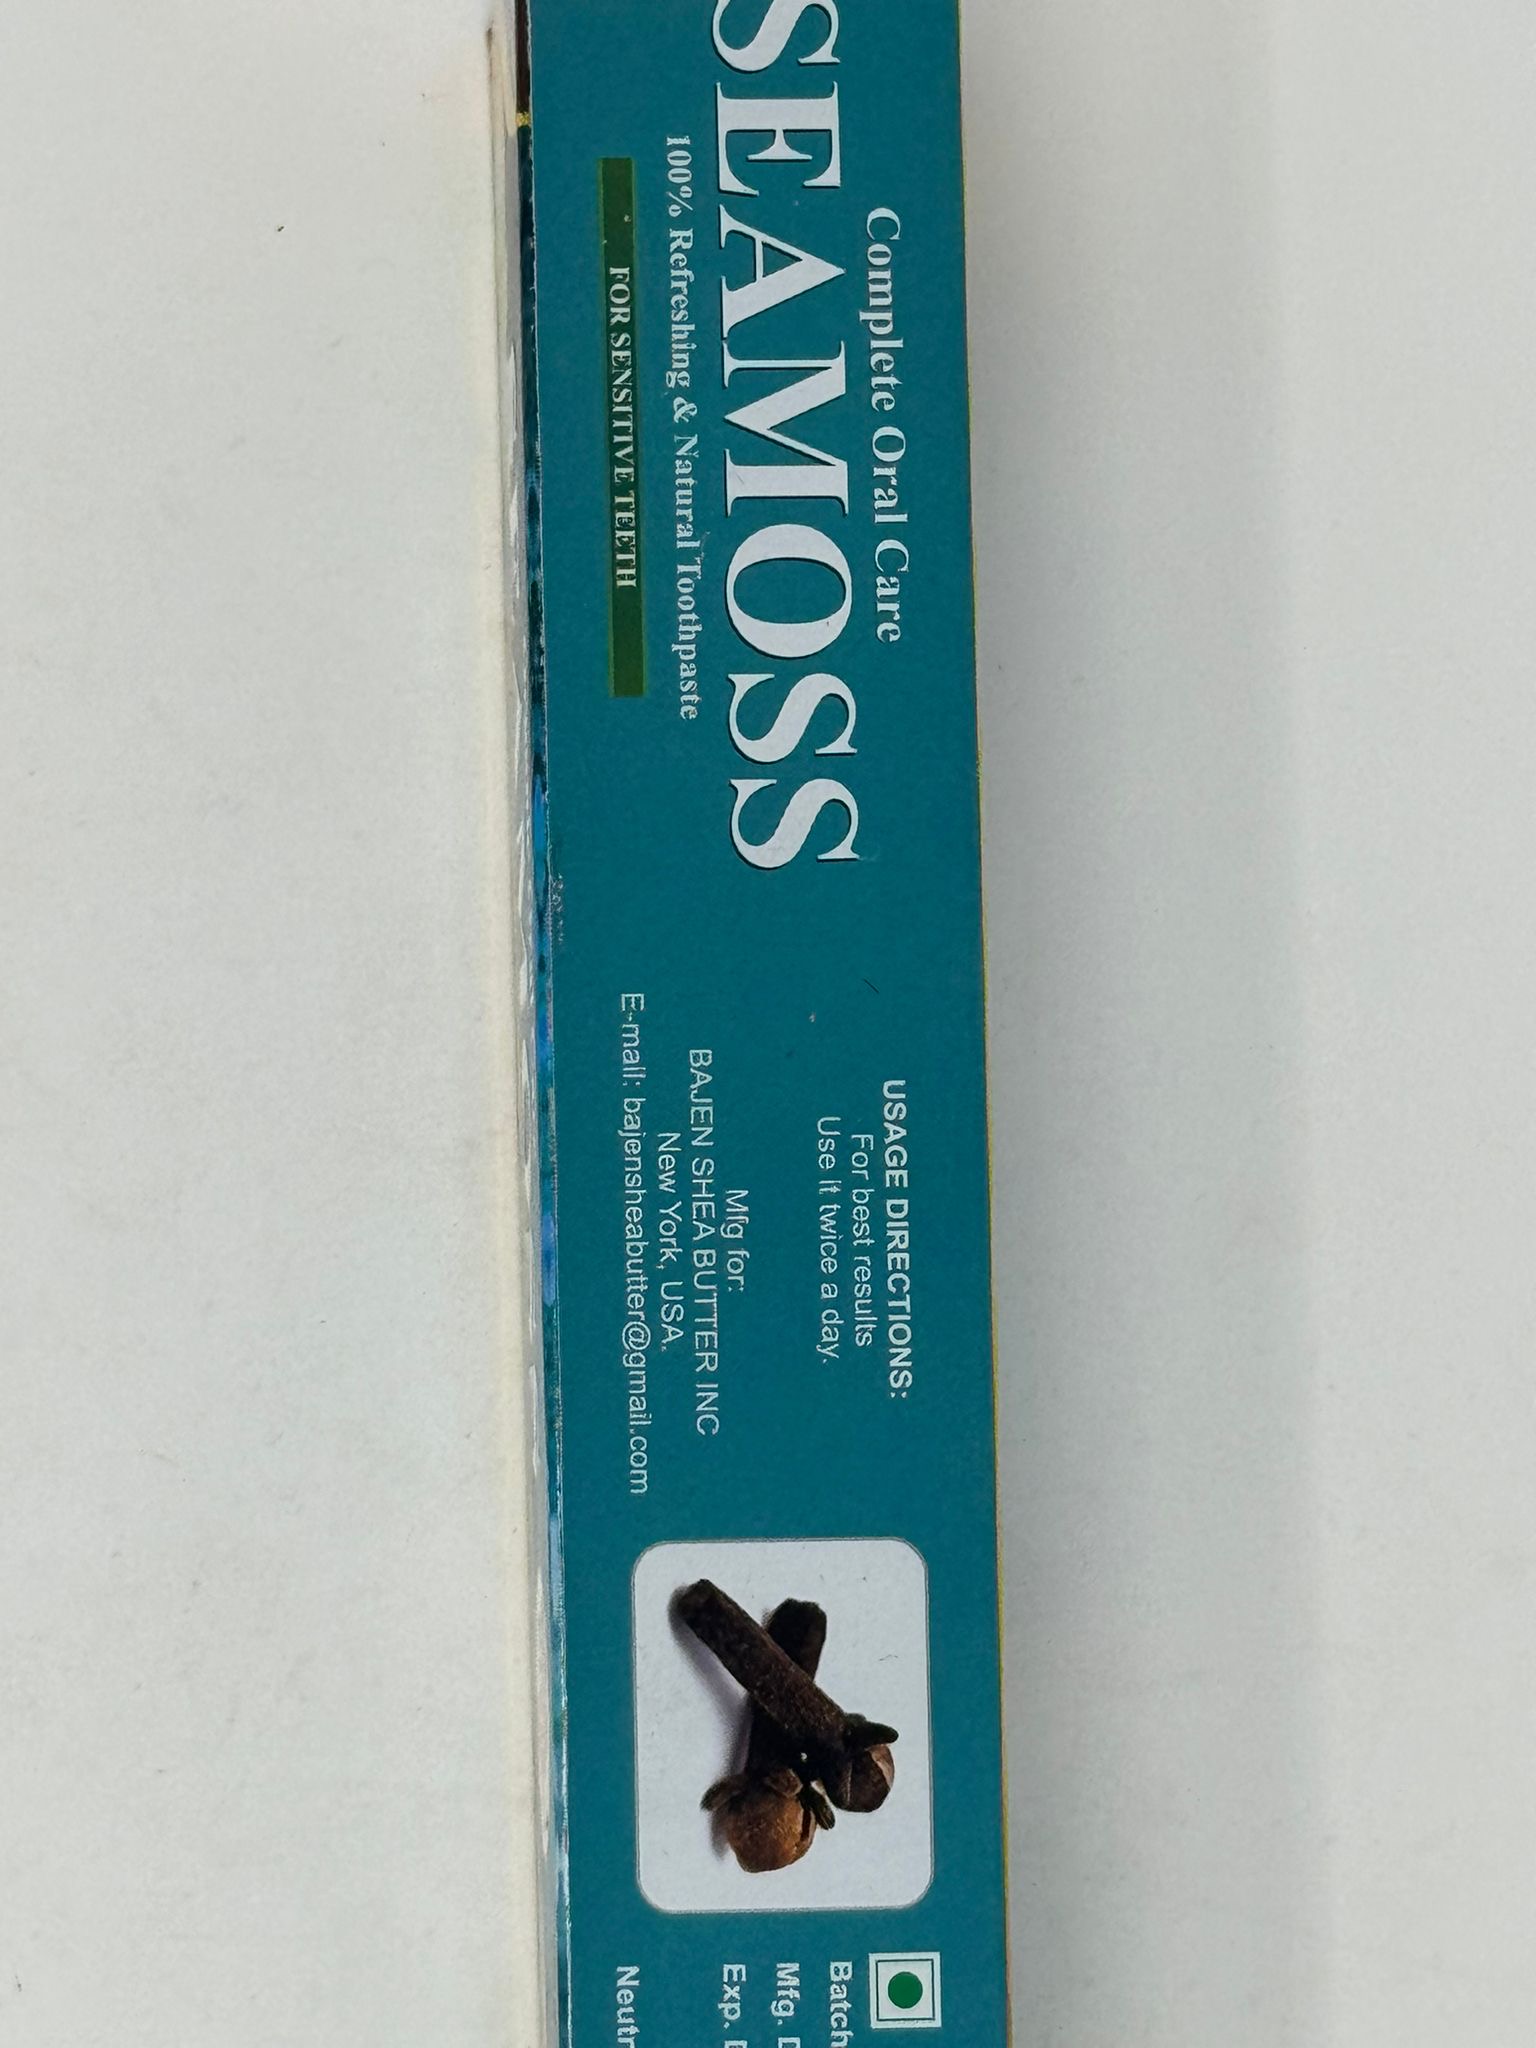 Complete Oral Care
SEAMOSS
100% Refreshing & Natural Toothpaste
FOR SENSITIVE TEETH
USAGE DIRECTIONS:
For best results
Use it twice a day.
Mfg for:
BAJEN SHEA BUTTER INC
New York, USA.
E-mail: bajensheabutter@gmail.com
Batch
Mfg.
Exp.
Neutr